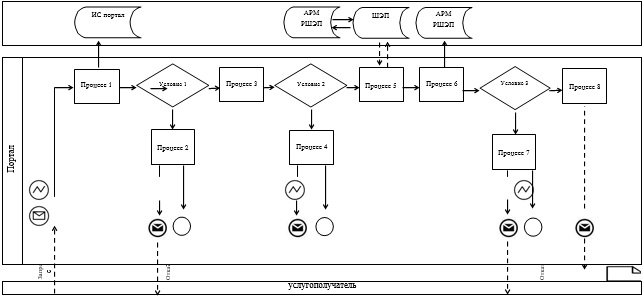 ИС портал
АРМ
РШЭП
ШЭП
АРМ
РШЭП
Портал
Процесс 1
Условие 1
Процесс 3
Условие 2
Процесс 5
Процесс 6
Условие 3
Процесс 8
Процесс 2
Процесс 4
Процесс 7
услугополучатель